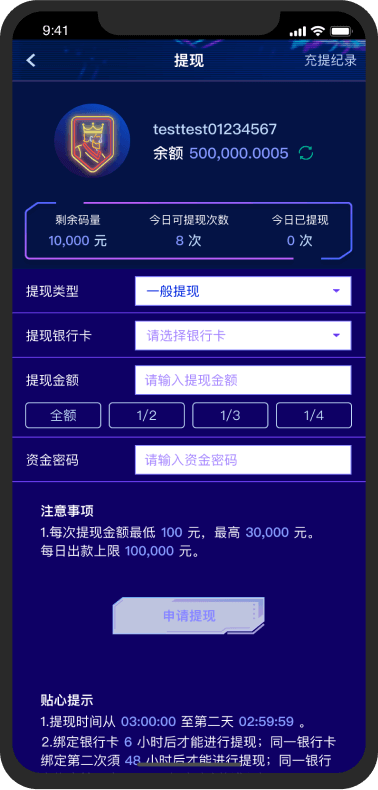 9:41
提现
充提纪录
testtest01234567
余额 500,000.0005
剩余码量 今日可提现次数 今日已提现
10,000 元 8 次 0 次
提现类型 一般提现
提现银行卡 请选择银行卡
提现金额 请输入提现金额
全额 1/2 1/3 1/4
资金密码 请输入资金密码
注意事项
1.每次提现金额最低 100 元，最高 30,000 元。
每日出款上限 100,000 元。
申请提现
贴心提示
1.提现时间从 03:00:00 至第二天 02:59:59 。
2.绑定银行卡 6 小时后才能进行提现；同一银行卡
绑定第二次須 48 小时后才能进行提现；同一银行